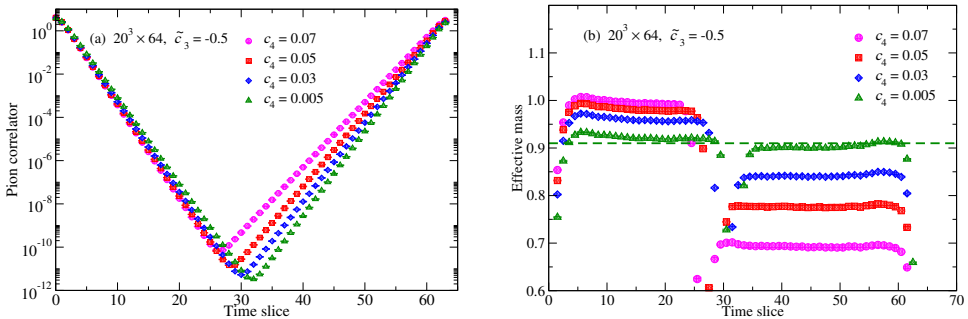 (a) 20³ × 64, c̃₃ = -0.5
c₄ = 0.07
c₄ = 0.05
c₄ = 0.03
c₄ = 0.005
Pion correlator
10⁰
10⁻²
10⁻⁴
10⁻⁶
10⁻⁸
10⁻¹⁰
10⁻¹²
0 10 20 30 40 50 60
Time slice
(b) 20³ × 64, c̃₃ = -0.5
c₄ = 0.07
c₄ = 0.05
c₄ = 0.03
c₄ = 0.005
Effective mass
1.1
1.0
0.9
0.8
0.7
0.6
0 10 20 30 40 50 60 70
Time slice